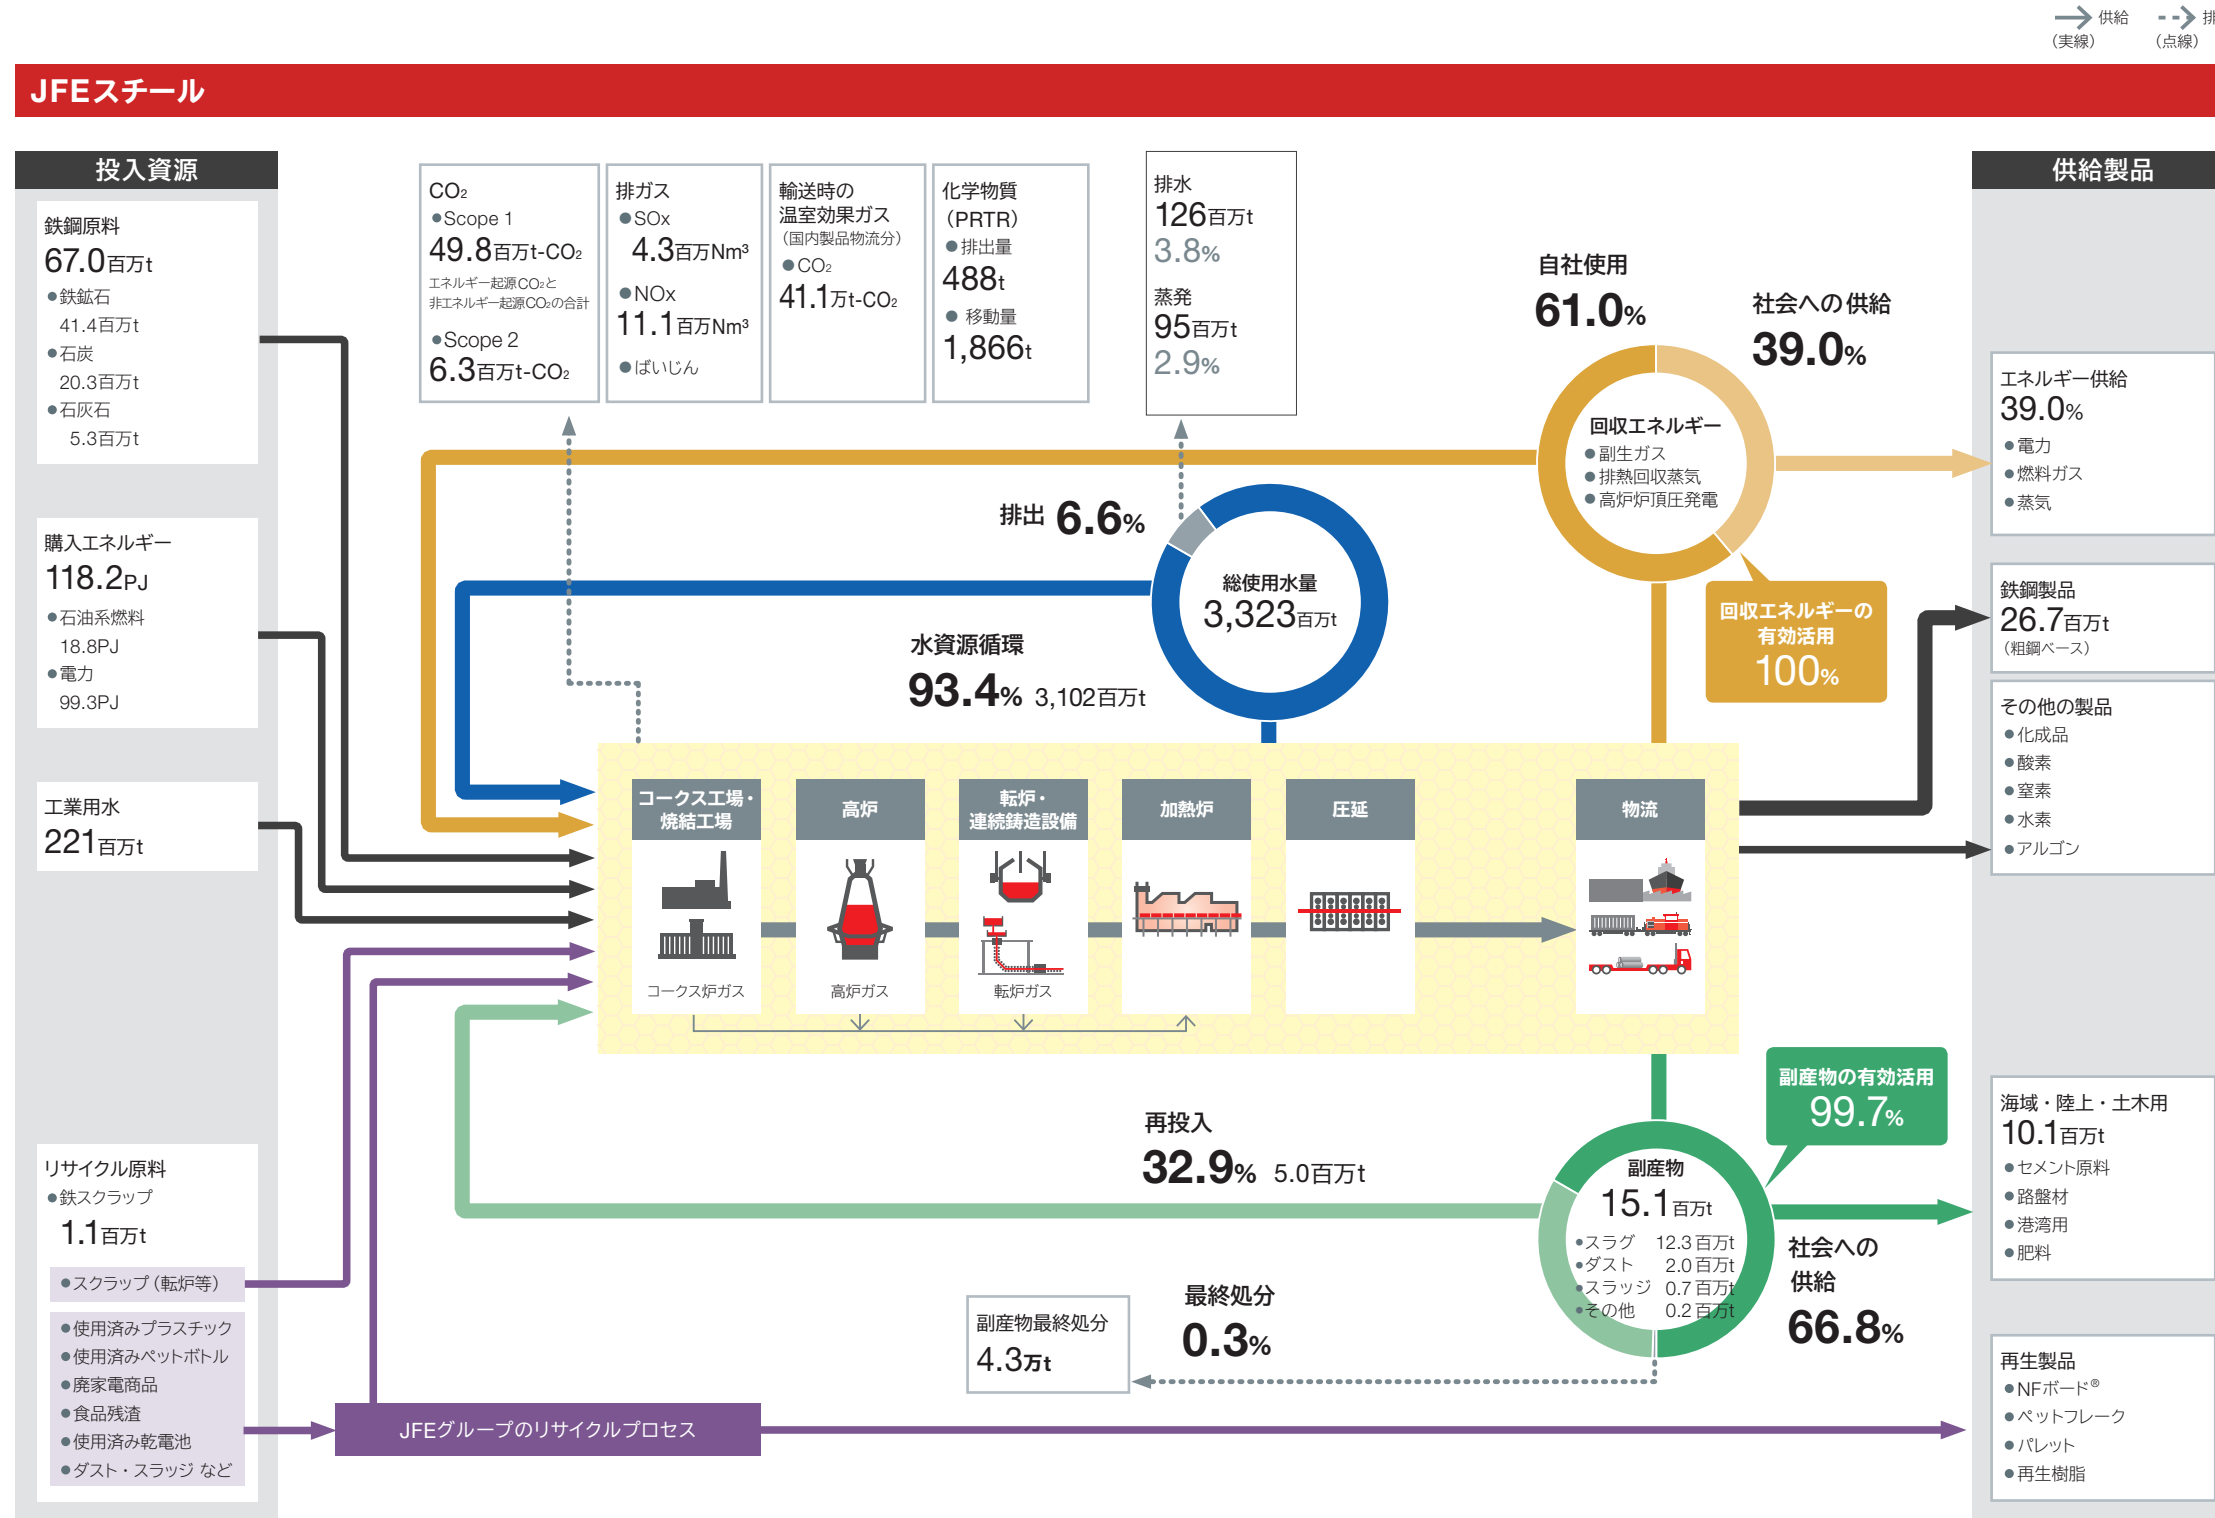 供給
(実線)
(点線)
JFEスチール
投入資源
鉄鋼原料
67.0百万t
●鉄鉱石
41.4百万t
●石炭
20.3百万t
●石灰石
5.3百万t
購入エネルギー
118.2PJ
●石油系燃料
18.8PJ
●電力
99.3PJ
工業用水
221百万t
リサイクル原料
●鉄スクラップ
1.1百万t
●スクラップ(転炉等)
●使用済みプラスチック
●使用済みペットボトル
●廃家電商品
●食品残渣
●使用済み乾電池
●ダスト・スラッジ など
CO₂
●Scope 1
49.8百万t-CO₂
エネルギー起源CO₂と
非エネルギー起源CO₂の合計
●Scope 2
6.3百万t-CO₂
排ガス
●SOx
4.3百万Nm³
●NOx
11.1百万Nm³
●ばいじん
輸送時の
温室効果ガス
(国内製品物流分)
●CO₂
41.1万t-CO₂
化学物質
(PRTR)
●排出量
488t
●移動量
1,866t
排水
126百万t
3.8%
蒸発
95百万t
2.9%
自社使用
61.0%
社会への供給
39.0%
回収エネルギー
●副生ガス
●排熱回収蒸気
●高炉炉頂圧発電
回収エネルギーの
有効活用
100%
排出 6.6%
総使用水量
3,323百万t
水資源循環
93.4% 3,102百万t
コークス工場・
焼結工場
コークス炉ガス
高炉
高炉ガス
転炉・
連続鋳造設備
転炉ガス
加熱炉
圧延
物流
再投入
32.9% 5.0百万t
副産物の有効活用
99.7%
副産物
15.1百万t
●スラグ 12.3百万t
●ダスト 2.0百万t
●スラッジ 0.7百万t
●その他 0.2百万t
社会への
供給
66.8%
最終処分
0.3%
副産物最終処分
4.3万t
JFEグループのリサイクルプロセス
供給製品
エネルギー供給
39.0%
●電力
●燃料ガス
●蒸気
鉄鋼製品
26.7百万t
(粗鋼ベース)
その他の製品
●化成品
●酸素
●窒素
●水素
●アルゴン
海域・陸上・土木用
10.1百万t
●セメント原料
●路盤材
●港湾用
●肥料
再生製品
●NFボード®
●ペットフレーク
●パレット
●再生樹脂